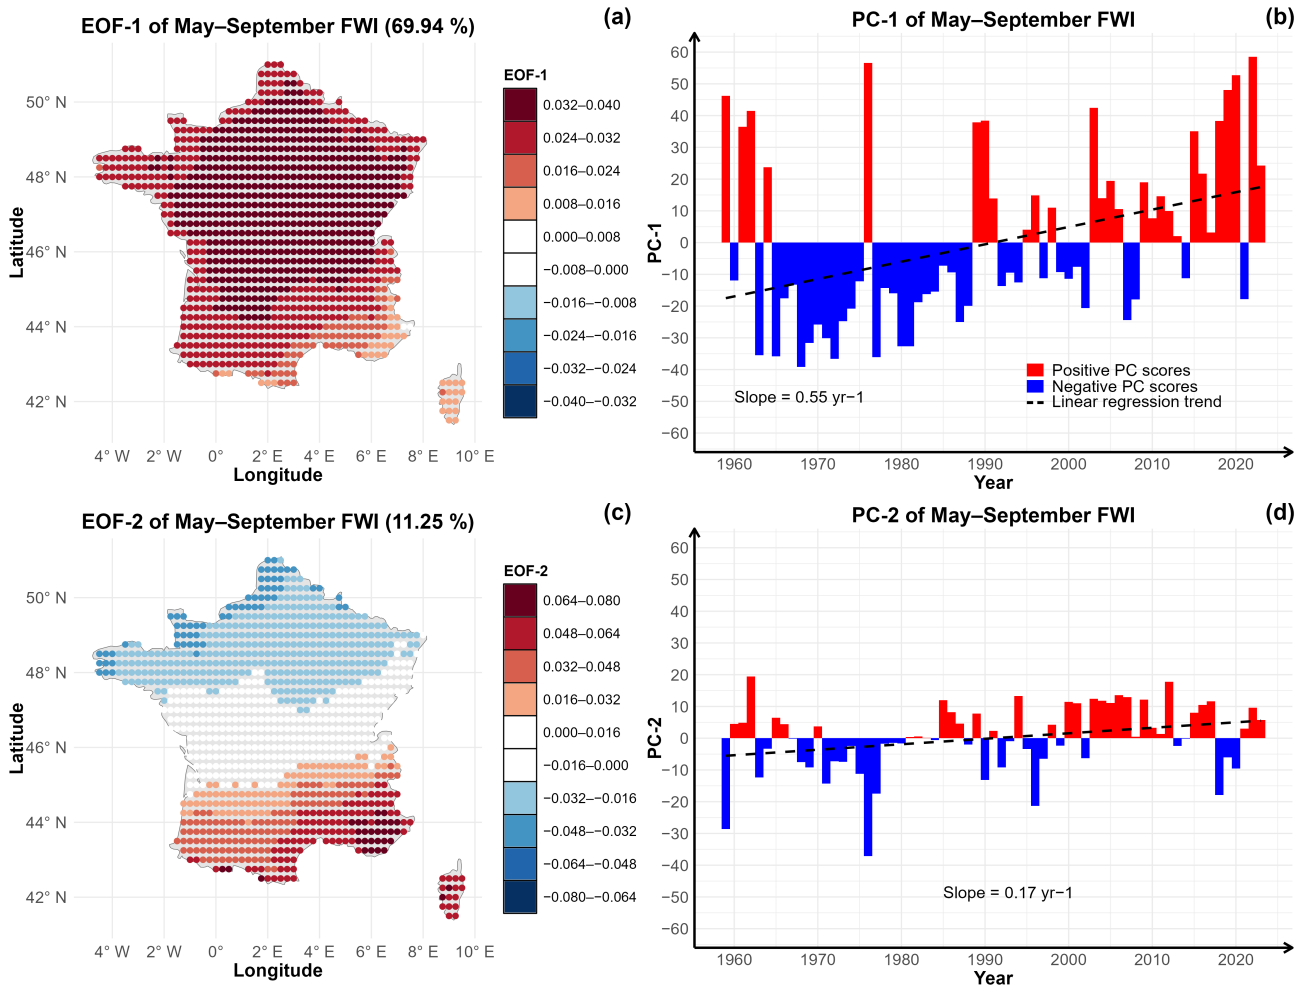 EOF-1 of May–September FWI (69.94 %)
(a)
50° N
48° N
46° N
44° N
42° N
Latitude
4° W 2° W 0° 2° E 4° E 6° E 8° E 10° E
Longitude
EOF-1
0.032–0.040
0.024–0.032
0.016–0.024
0.008–0.016
0.000–0.008
−0.008–0.000
−0.016–−0.008
−0.024–−0.016
−0.032–−0.024
−0.040–−0.032
PC-1 of May–September FWI
(b)
60
50
40
30
20
10
0
−10
−20
−30
−40
−50
−60
PC-1
Positive PC scores
Negative PC scores
Linear regression trend
Slope = 0.55 yr−1
1960 1970 1980 1990 2000 2010 2020
Year
EOF-2 of May–September FWI (11.25 %)
(c)
50° N
48° N
46° N
44° N
42° N
Latitude
4° W 2° W 0° 2° E 4° E 6° E 8° E 10° E
Longitude
EOF-2
0.064–0.080
0.048–0.064
0.032–0.048
0.016–0.032
0.000–0.016
−0.016–0.000
−0.032–−0.016
−0.048–−0.032
−0.064–−0.048
−0.080–−0.064
PC-2 of May–September FWI
(d)
60
50
40
30
20
10
0
−10
−20
−30
−40
−50
−60
PC-2
Slope = 0.17 yr−1
1960 1970 1980 1990 2000 2010 2020
Year